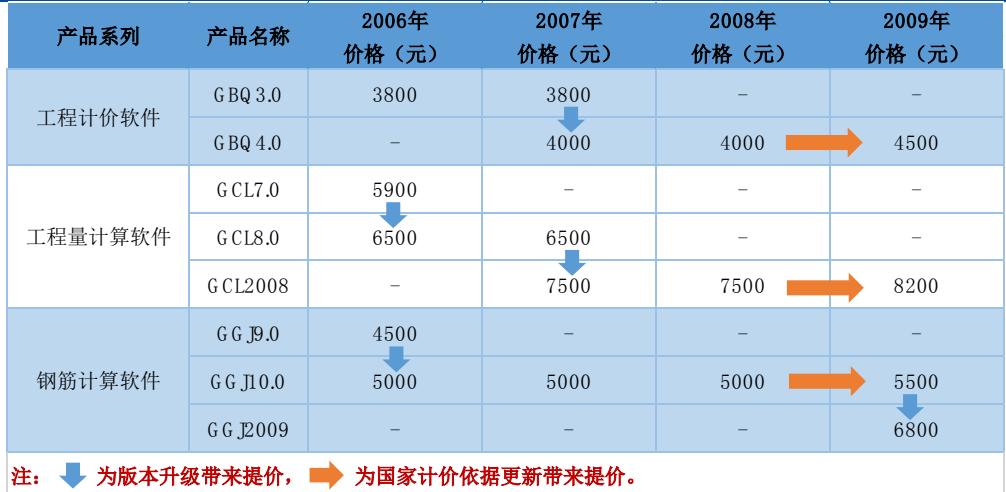 产品系列 产品名称 2006年价格（元） 2007年价格（元） 2008年价格（元） 2009年价格（元）
工程计价软件 GBQ3.0 3800 3800 - -
GBQ4.0 - 4000 4000 4500
工程量计算软件 GCL7.0 5900 - - -
GCL8.0 6500 6500 - -
GCL2008 - 7500 7500 8200
钢筋计算软件 GGJ9.0 4500 - - -
GGJ10.0 5000 5000 5000 5500
GGJ2009 - - - 6800
注： 为版本升级带来提价， 为国家计价依据更新带来提价。